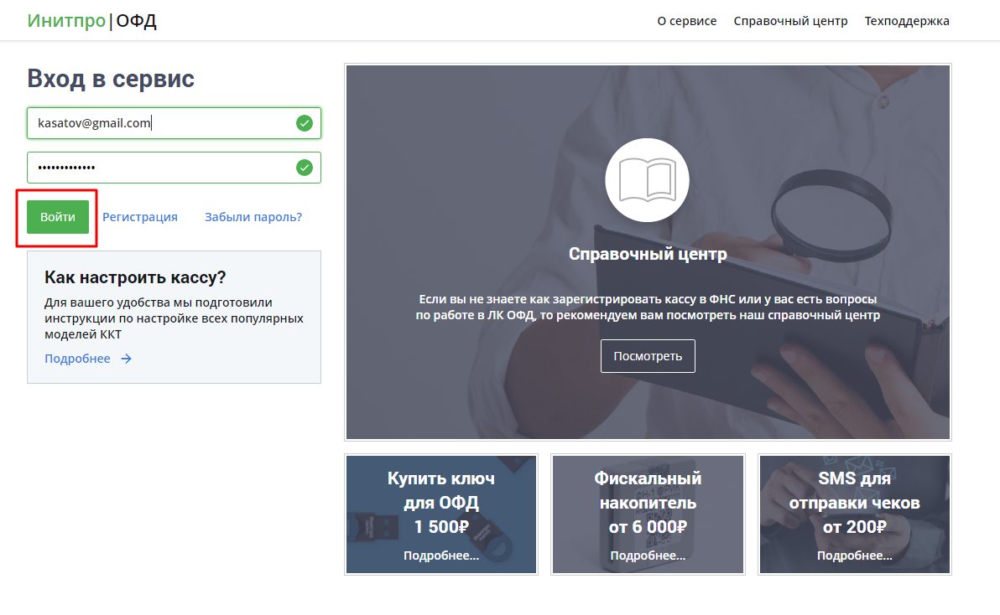 Инитпро|ОФД
О сервисе Справочный центр Техподдержка
Вход в сервис
kasatov@gmail.com
•••••••••••••
Войти Регистрация Забыли пароль?
Как настроить кассу?
Для вашего удобства мы подготовили
инструкции по настройке всех популярных
моделей ККТ
Подробнее →
Справочный центр
Если вы не знаете как зарегистрировать кассу в ФНС или у вас есть вопросы
по работе в ЛК ОФД, то рекомендуем вам посмотреть наш справочный центр
Посмотреть
Купить ключ
для ОФД
1 500₽
Подробнее...
Фискальный
накопитель
от 6 000₽
Подробнее...
SMS для
отправки чеков
от 200₽
Подробнее...